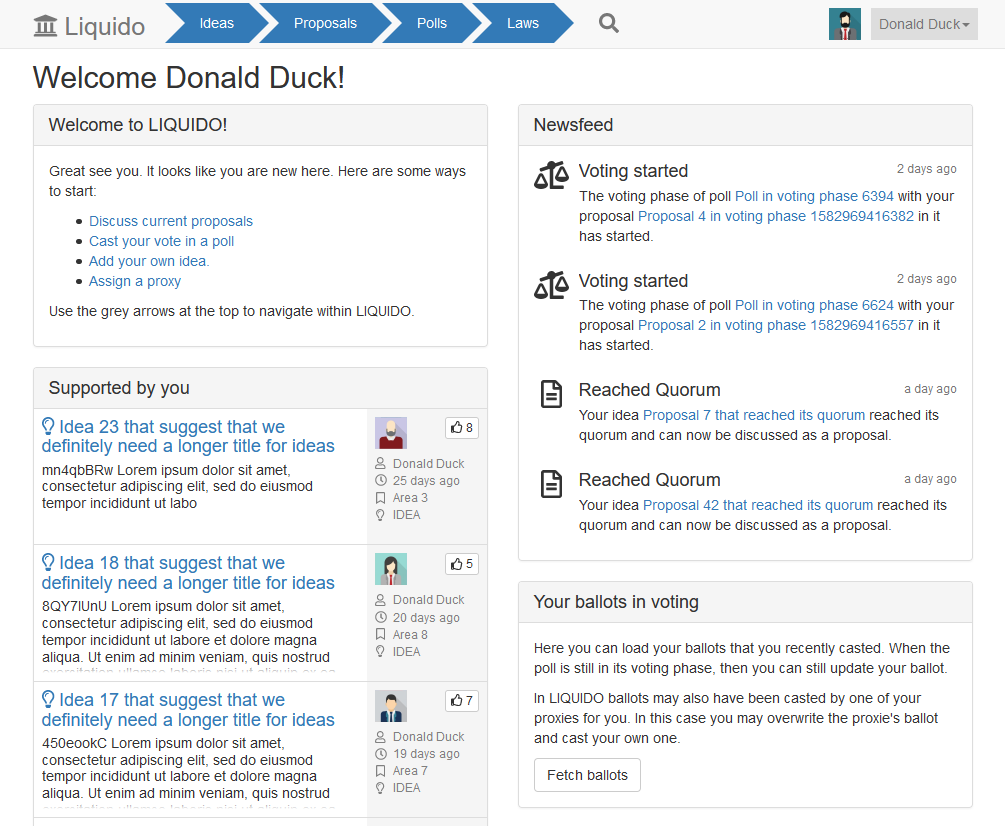 Liquido
Ideas
Proposals
Polls
Laws
Donald Duck
Welcome Donald Duck!
Welcome to LIQUIDO!
Great see you. It looks like you are new here. Here are some ways
to start:
Discuss current proposals
Cast your vote in a poll
Add your own idea.
Assign a proxy
Use the grey arrows at the top to navigate within LIQUIDO.
Supported by you
Idea 23 that suggest that we
definitely need a longer title for ideas
mn4qbBRw Lorem ipsum dolor sit amet,
consectetur adipiscing elit, sed do eiusmod
tempor incididunt ut labo
8
Donald Duck
25 days ago
Area 3
IDEA
Idea 18 that suggest that we
definitely need a longer title for ideas
8QY7lUnU Lorem ipsum dolor sit amet,
consectetur adipiscing elit, sed do eiusmod
tempor incididunt ut labore et dolore magna
aliqua. Ut enim ad minim veniam, quis nostrud
5
Donald Duck
20 days ago
Area 8
IDEA
Idea 17 that suggest that we
definitely need a longer title for ideas
450eookC Lorem ipsum dolor sit amet,
consectetur adipiscing elit, sed do eiusmod
tempor incididunt ut labore et dolore magna
aliqua. Ut enim ad minim veniam, quis nostrud
7
Donald Duck
19 days ago
Area 7
IDEA
Newsfeed
Voting started
2 days ago
The voting phase of poll Poll in voting phase 6394 with your
proposal Proposal 4 in voting phase 1582969416382 in it
has started.
Voting started
2 days ago
The voting phase of poll Poll in voting phase 6624 with your
proposal Proposal 2 in voting phase 1582969416557 in it
has started.
Reached Quorum
a day ago
Your idea Proposal 7 that reached its quorum reached its
quorum and can now be discussed as a proposal.
Reached Quorum
a day ago
Your idea Proposal 42 that reached its quorum reached its
quorum and can now be discussed as a proposal.
Your ballots in voting
Here you can load your ballots that you recently casted. When the
poll is still in its voting phase, then you can still update your ballot.
In LIQUIDO ballots may also have been casted by one of your
proxies for you. In this case you may overwrite the proxie's ballot
and cast your own one.
Fetch ballots